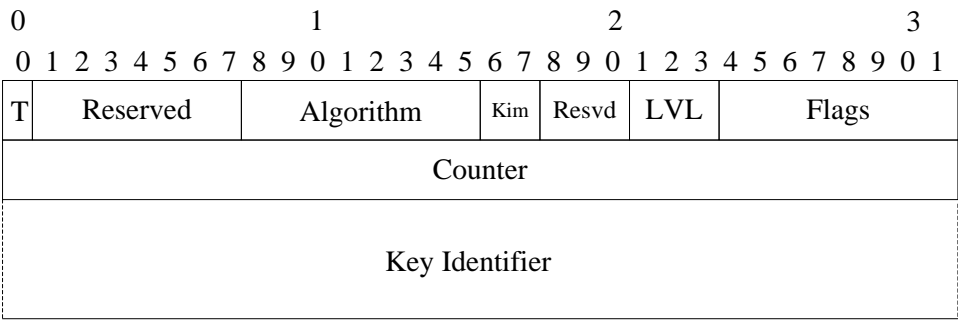 0 1 2 3
0 1 2 3 4 5 6 7 8 9 0 1 2 3 4 5 6 7 8 9 0 1 2 3 4 5 6 7 8 9 0 1
T Reserved Algorithm Kim Resvd LVL Flags
Counter
Key Identifier